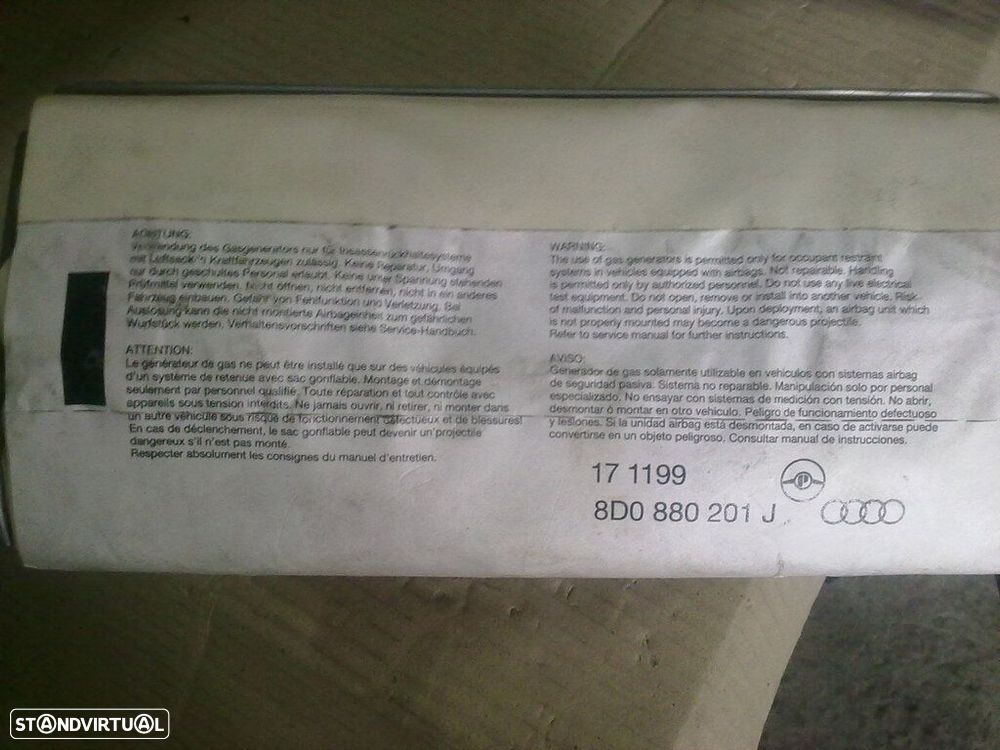 ACHTUNG:
Verwendung des Gasgenerators nur für Insassenrückhaltesysteme
mit Luftsack in Kraftfahrzeugen zulässig. Keine Reparatur. Umgang
nur durch geschultes Personal erlaubt. Keine unter Spannung stehenden
Prüfmittel verwenden. Nicht öffnen, nicht entfernen, nicht in ein anderes
Fahrzeug einbauen. Gefahr von Fehlfunktion und Verletzung. Bei
Auslösung kann die nicht montierte Airbageinheit zum gefährlichen
Wurfstück werden. Verhaltensvorschriften siehe Service-Handbuch.
ATTENTION:
Le générateur de gas ne peut être installé que sur des véhicules équipés
d'un système de retenue avec sac gonflable. Montage et démontage
seulement par personnel qualifié. Toute réparation et tout contrôle avec
appareils sous tension interdits. Ne jamais ouvrir, ni retirer, ni monter dans
un autre véhicule sous risque de fonctionnement défectueux et de blessures!
En cas de déclenchement, le sac gonflable peut devenir un projectile
dangereux s'il n'est pas monté.
Respecter absolument les consignes du manuel d'entretien.
WARNING:
The use of gas generators is permitted only for occupant restraint
systems in vehicles equipped with airbags. Not repairable. Handling
is permitted only by authorized personnel. Do not use any live electrical
test equipment. Do not open, remove or install into another vehicle. Risk
of malfunction and personal injury. Upon deployment, an airbag unit which
is not properly mounted may become a dangerous projectile.
Refer to service manual for further instructions.
AVISO:
Generador de gas solamente utilizable en vehiculos con sistemas airbag
de seguridad pasiva. Sistema no reparable. Manipulación solo por personal
especializado. No ensayar con sistemas de medición con tensión. No abrir,
desmontar ó montar en otro vehiculo. Peligro de funcionamiento defectuoso
y lesiones. Si la unidad airbag está desmontada, en caso de activarse puede
convertirse en un objeto peligroso. Consultar manual de instrucciones.
17 1199
P
8D0 880 201 J
STANDVIRTUAL